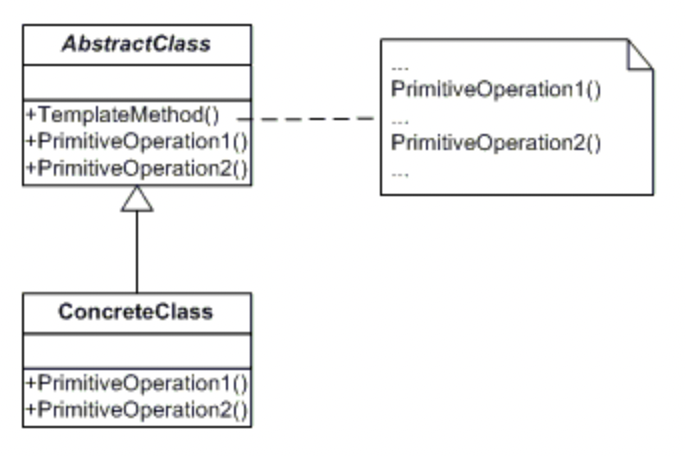 AbstractClass
+TemplateMethod()
+PrimitiveOperation1()
+PrimitiveOperation2()
...
PrimitiveOperation1()
...
PrimitiveOperation2()
...
ConcreteClass
+PrimitiveOperation1()
+PrimitiveOperation2()